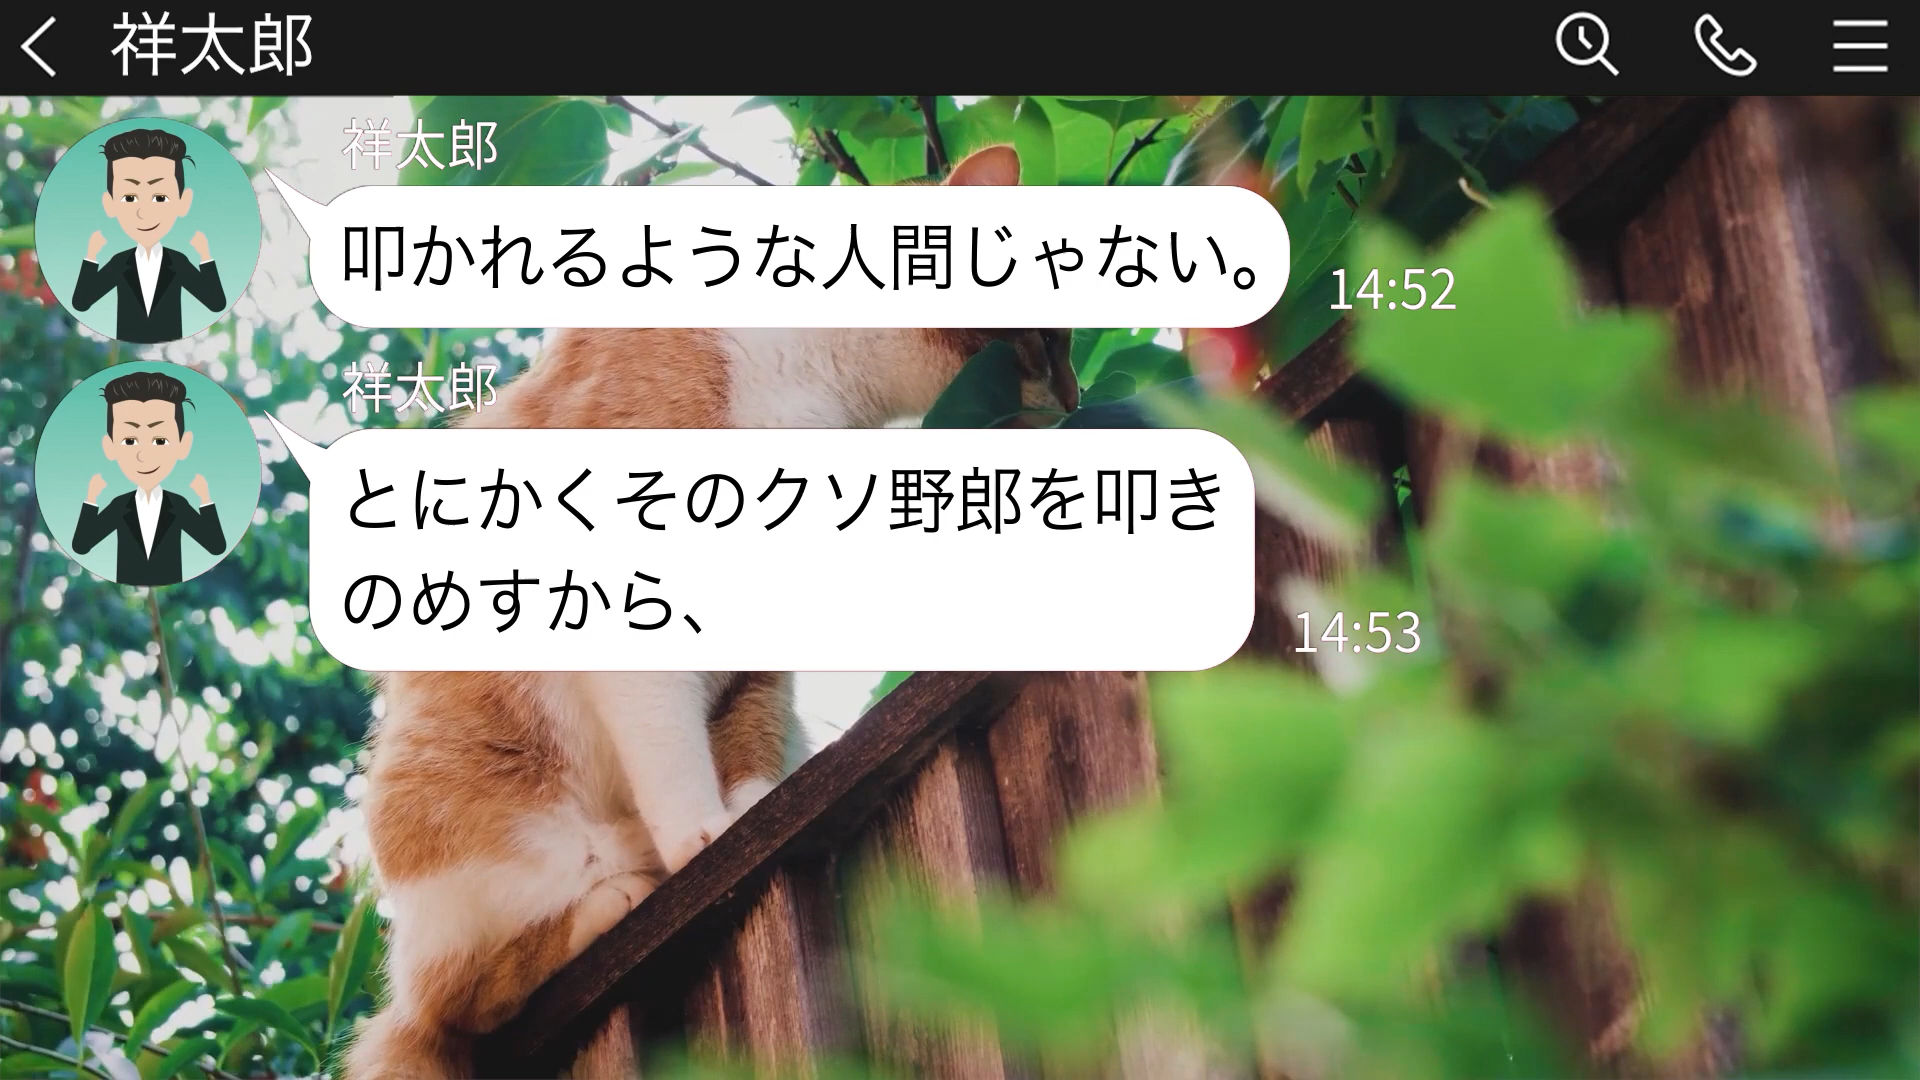 祥太郎
祥太郎
叩かれるような人間じゃない。
14:52
祥太郎
とにかくそのクソ野郎を叩き
のめすから、
14:53